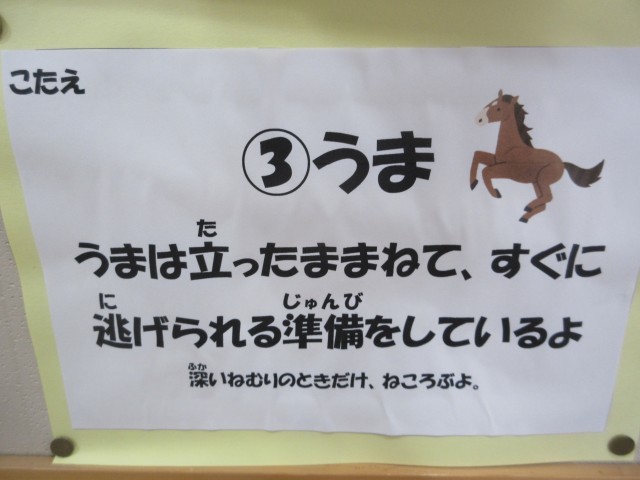 こたえ
③うま
うまは立ったままねて、すぐに
逃げられる準備をしているよ
深いねむりのときだけ、ねころぶよ。